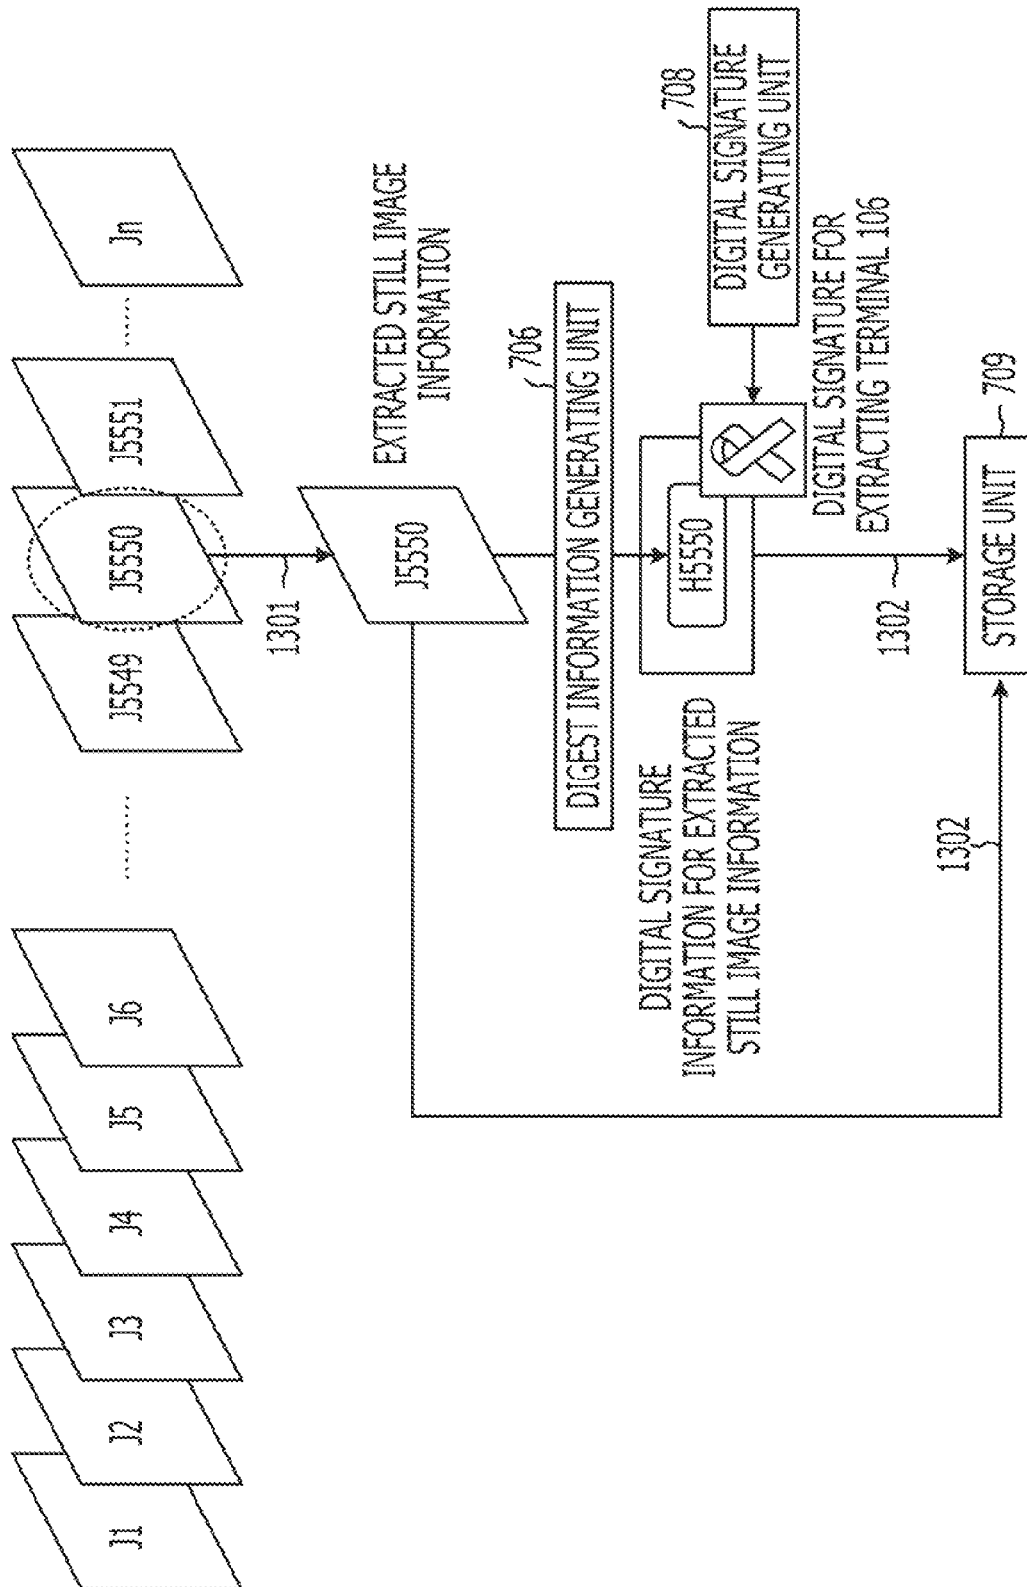 J1
J2
J3
J4
J5
J6
J5549
J5550
J5551
Jn
1301
J5550
EXTRACTED STILL IMAGE
INFORMATION
DIGEST INFORMATION GENERATING UNIT
706
DIGITAL SIGNATURE
INFORMATION FOR EXTRACTED
STILL IMAGE INFORMATION
H5550
DIGITAL SIGNATURE
GENERATING UNIT
708
DIGITAL SIGNATURE FOR
EXTRACTING TERMINAL 106
1302
1302
STORAGE UNIT
709